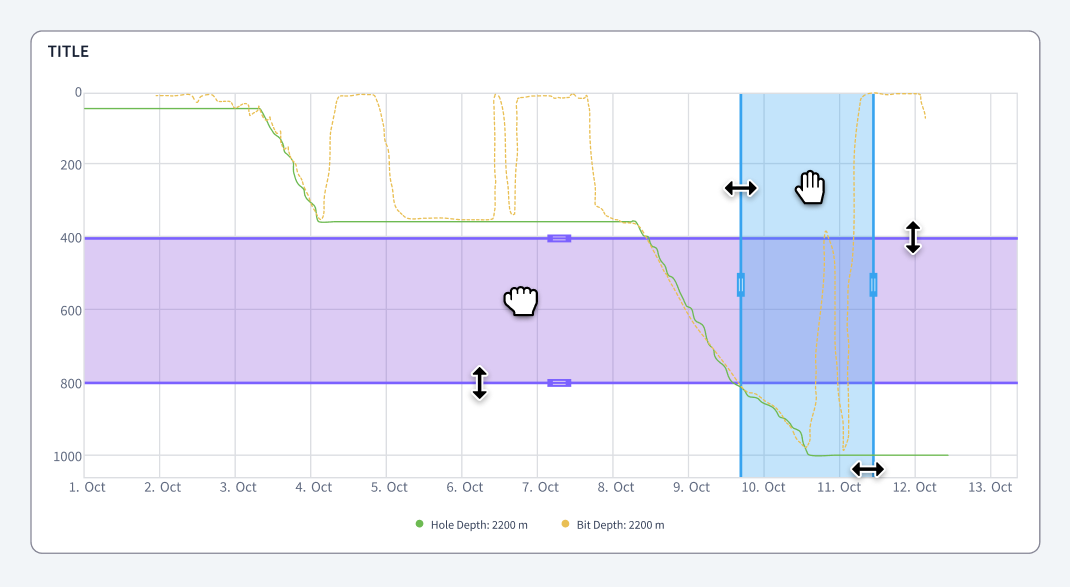 TITLE
0
200
400
600
800
1000
1. Oct 2. Oct 3. Oct 4. Oct 5. Oct 6. Oct 7. Oct 8. Oct 9. Oct 10. Oct 11. Oct 12. Oct 13. Oct
Hole Depth: 2200 m Bit Depth: 2200 m